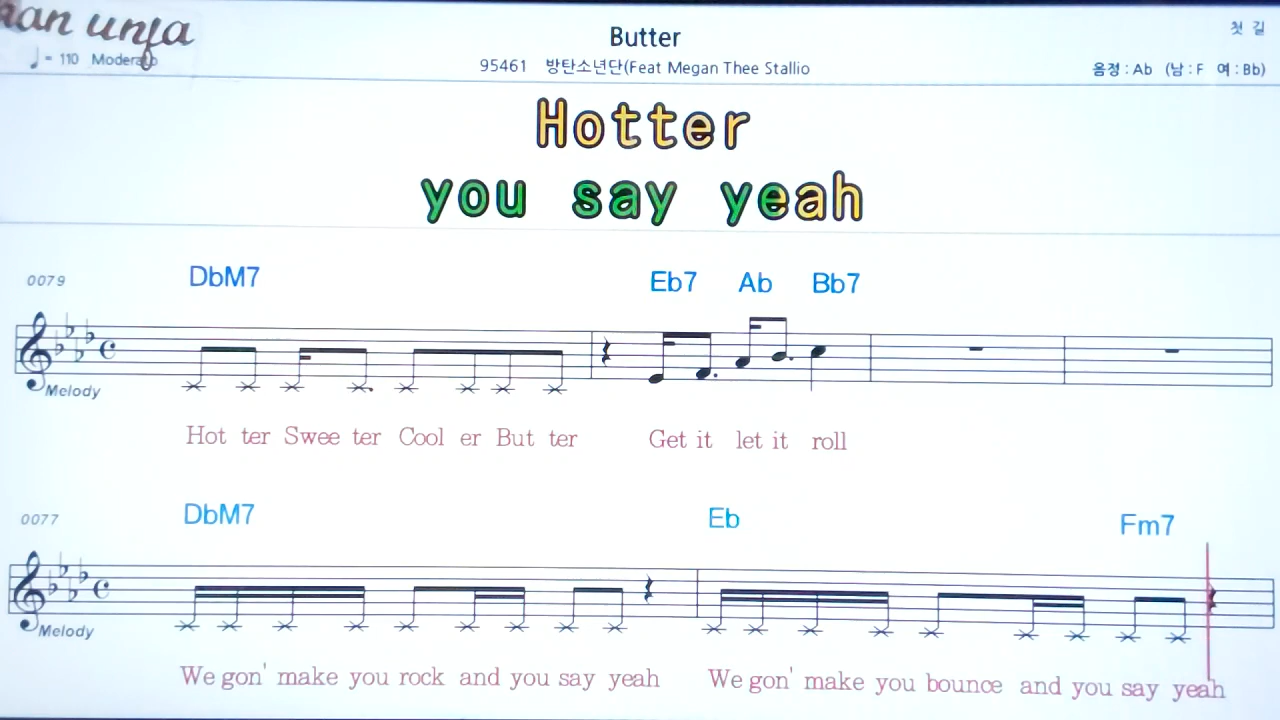 an unja
♩= 110 Moderato
Butter
첫 길
95461 방탄소년단(Feat Megan Thee Stallio
음정 : Ab (남 : F 여 : Bb)
Hotter
you say yeah
0079 DbM7 Eb7 Ab Bb7
Melody
Hot ter Swee ter Cool er But ter Get it let it roll
0077 DbM7 Eb Fm7
Melody
We gon' make you rock and you say yeah We gon' make you bounce and you say yeah